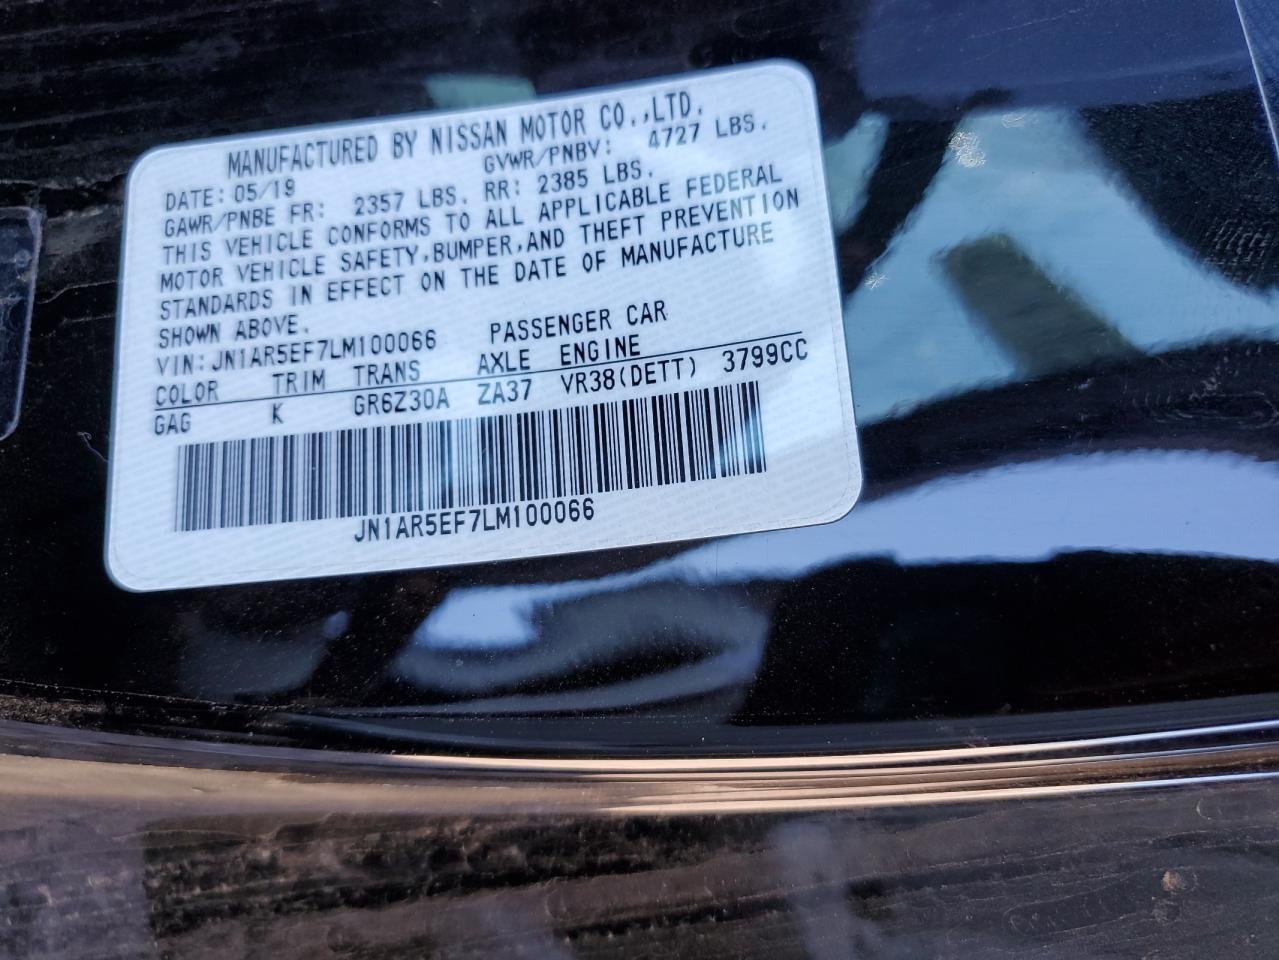 MANUFACTURED BY NISSAN MOTOR CO.,LTD.
DATE: 05/19 GVWR/PNBV: 4727 LBS.
GAWR/PNBE FR: 2357 LBS. RR: 2385 LBS.
THIS VEHICLE CONFORMS TO ALL APPLICABLE FEDERAL
MOTOR VEHICLE SAFETY,BUMPER,AND THEFT PREVENTION
STANDARDS IN EFFECT ON THE DATE OF MANUFACTURE
SHOWN ABOVE.
VIN: JN1AR5EF7LM100066 PASSENGER CAR
COLOR TRIM TRANS AXLE ENGINE
GAG K GR6Z30A ZA37 VR38(DETT) 3799CC
JN1AR5EF7LM100066